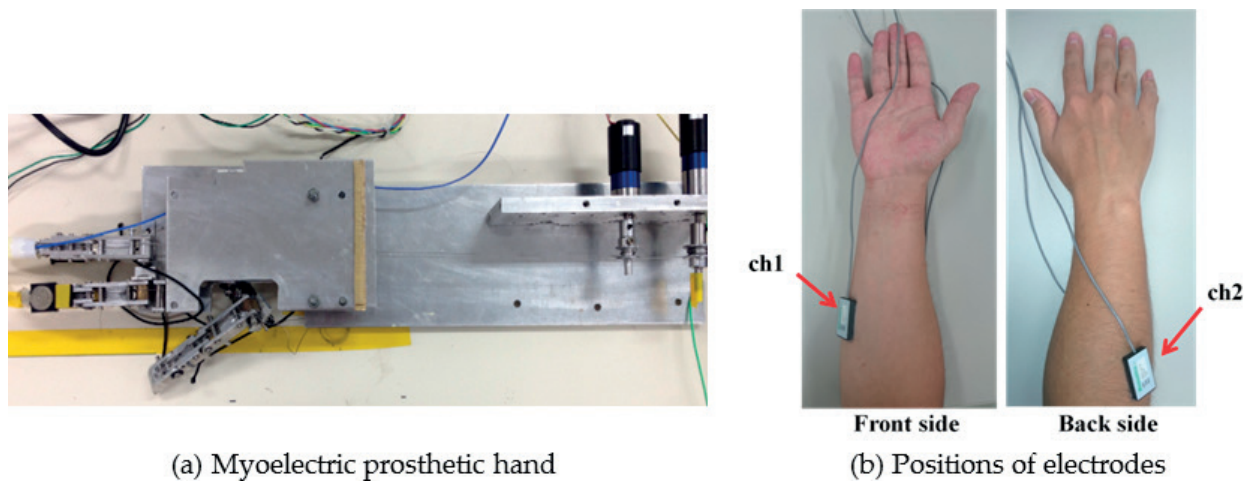 ch1
ch2
Front side
Back side
(a) Myoelectric prosthetic hand
(b) Positions of electrodes